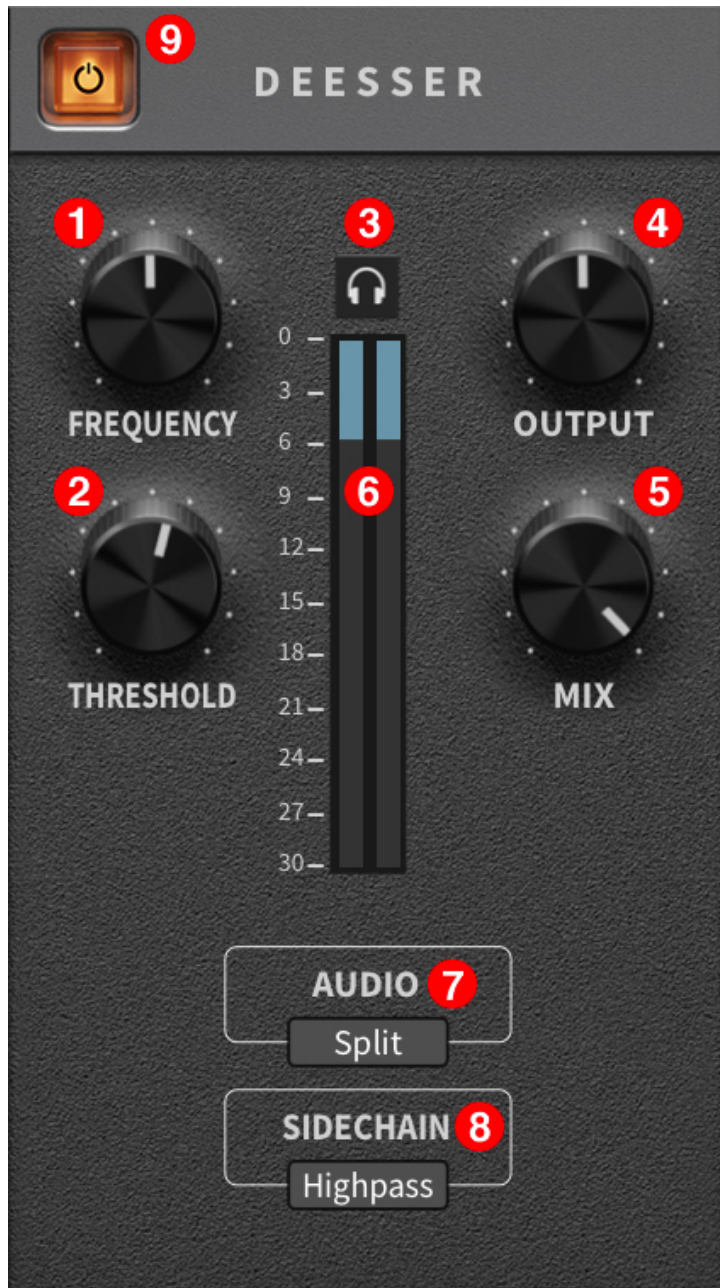 9
DEESSER
1
3
4
FREQUENCY
OUTPUT
2
6
5
THRESHOLD
MIX
0
3
6
9
12
15
18
21
24
27
30
AUDIO 7
Split
SIDECHAIN 8
Highpass